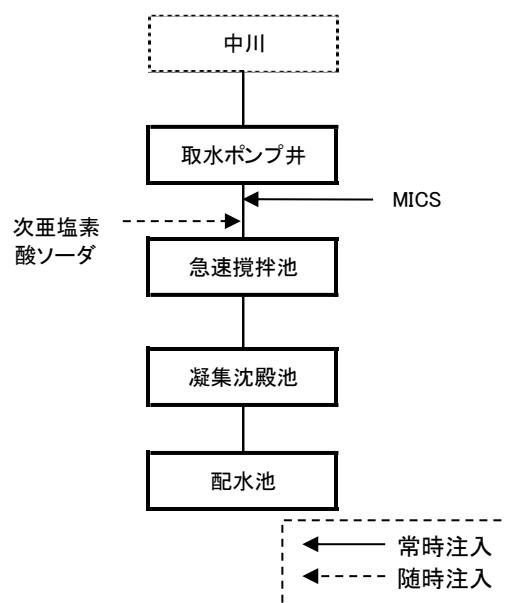 中川
取水ポンプ井
MICS
次亜塩素
酸ソーダ
急速撹拌池
凝集沈殿池
配水池
常時注入
随時注入